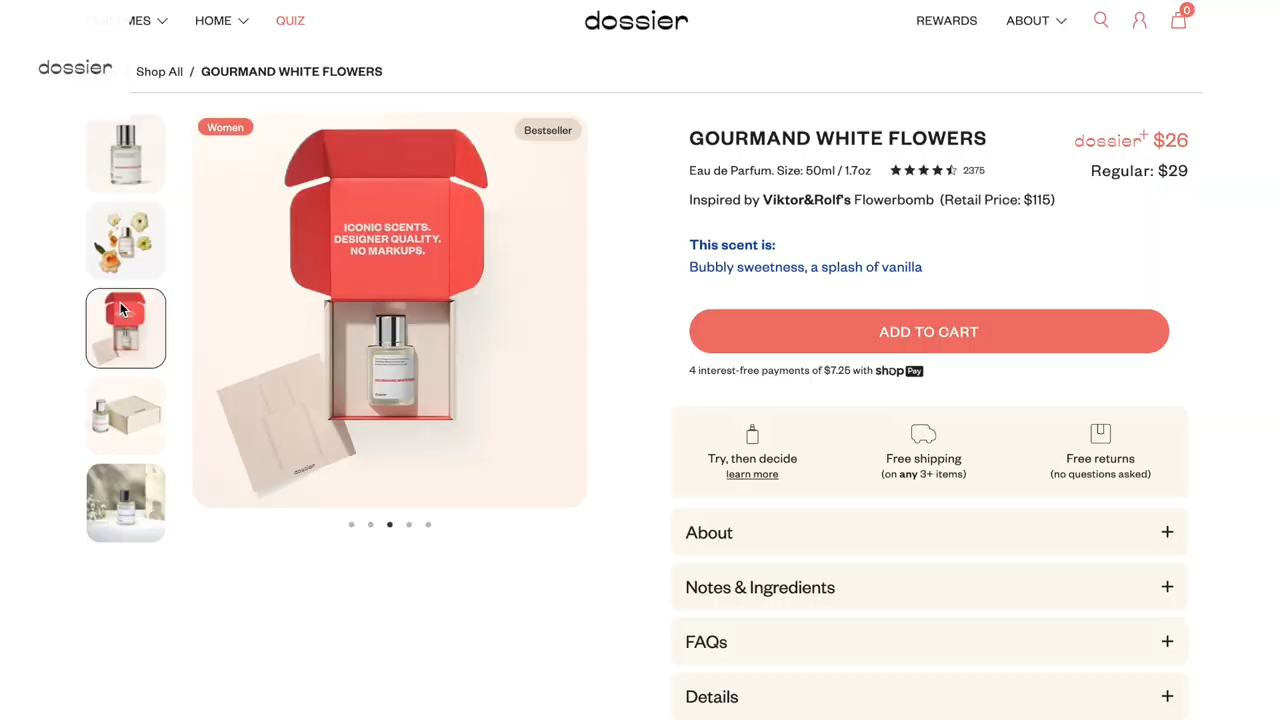 HOME
QUIZ
dossier
REWARDS
ABOUT
0
dossier
Shop All / GOURMAND WHITE FLOWERS
Women
Bestseller
ICONIC SCENTS.
DESIGNER QUALITY.
NO MARKUPS.
dossier
GOURMAND WHITE FLOWERS
dossier+ $26
Eau de Parfum. Size: 50ml / 1.7oz
2375
Regular: $29
Inspired by Viktor&Rolf's Flowerbomb (Retail Price: $115)
This scent is:
Bubbly sweetness, a splash of vanilla
ADD TO CART
4 interest-free payments of $7.25 with shop Pay
Try, then decide
learn more
Free shipping
(on any 3+ items)
Free returns
(no questions asked)
About +
Notes & Ingredients +
FAQs +
Details +